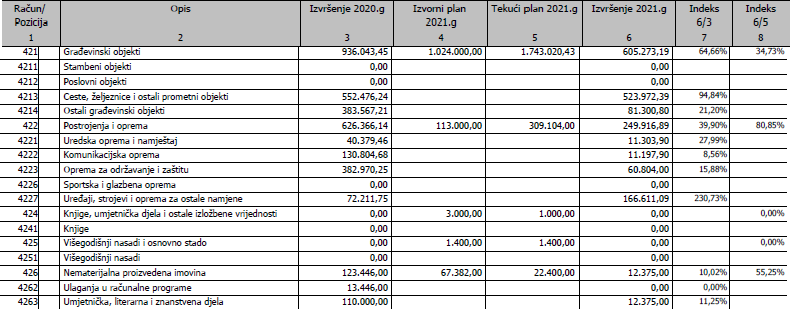 Račun/ Pozicija Opis Izvršenje 2020.g Izvorni plan 2021.g Tekući plan 2021.g Izvršenje 2021.g Indeks 6/3 Indeks 6/5
1 2 3 4 5 6 7 8
421 Građevinski objekti 936.043,45 1.024.000,00 1.743.020,43 605.273,19 64,66% 34,73%
4211 Stambeni objekti 0,00 0,00
4212 Poslovni objekti 0,00 0,00
4213 Ceste, željeznice i ostali prometni objekti 552.476,24 523.972,39 94,84%
4214 Ostali građevinski objekti 383.567,21 81.300,80 21,20%
422 Postrojenja i oprema 626.366,14 113.000,00 309.104,00 249.916,89 39,90% 80,85%
4221 Uredska oprema i namještaj 40.379,46 11.303,90 27,99%
4222 Komunikacijska oprema 130.804,68 11.197,90 8,56%
4223 Oprema za održavanje i zaštitu 382.970,25 60.804,00 15,88%
4226 Sportska i glazbena oprema 0,00 0,00
4227 Uređaji, strojevi i oprema za ostale namjene 72.211,75 166.611,09 230,73%
424 Knjige, umjetnička djela i ostale izložbene vrijednosti 0,00 3.000,00 1.000,00 0,00 0,00%
4241 Knjige 0,00 0,00
425 Višegodišnji nasadi i osnovno stado 0,00 1.400,00 1.400,00 0,00 0,00%
4251 Višegodišnji nasadi 0,00 0,00
426 Nematerijalna proizvedena imovina 123.446,00 67.382,00 22.400,00 12.375,00 10,02% 55,25%
4262 Ulaganja u računalne programe 13.446,00 0,00 0,00%
4263 Umjetnička, literarna i znanstvena djela 110.000,00 12.375,00 11,25%